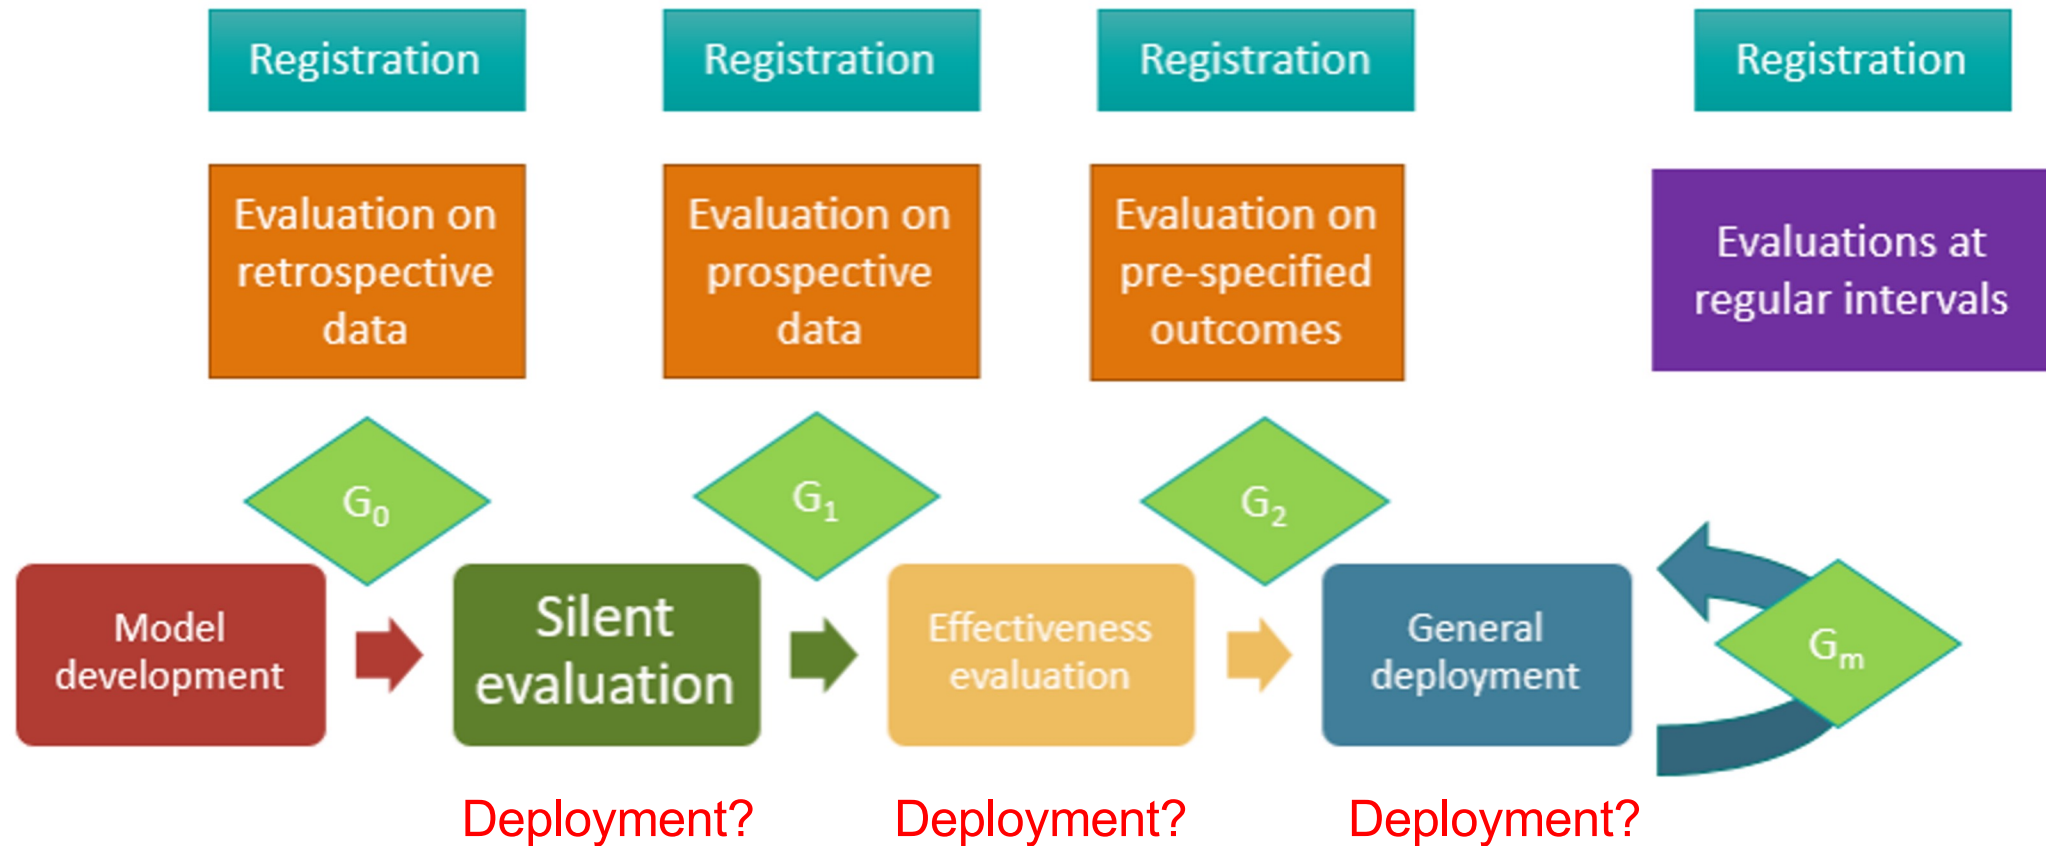 Registration
Registration
Registration
Registration
Evaluation on
retrospective
data
Evaluation on
prospective
data
Evaluation on
pre-specified
outcomes
Evaluations at
regular intervals
G₀
G₁
G₂
Gₘ
Model
development
Silent
evaluation
Effectiveness
evaluation
General
deployment
Deployment?
Deployment?
Deployment?